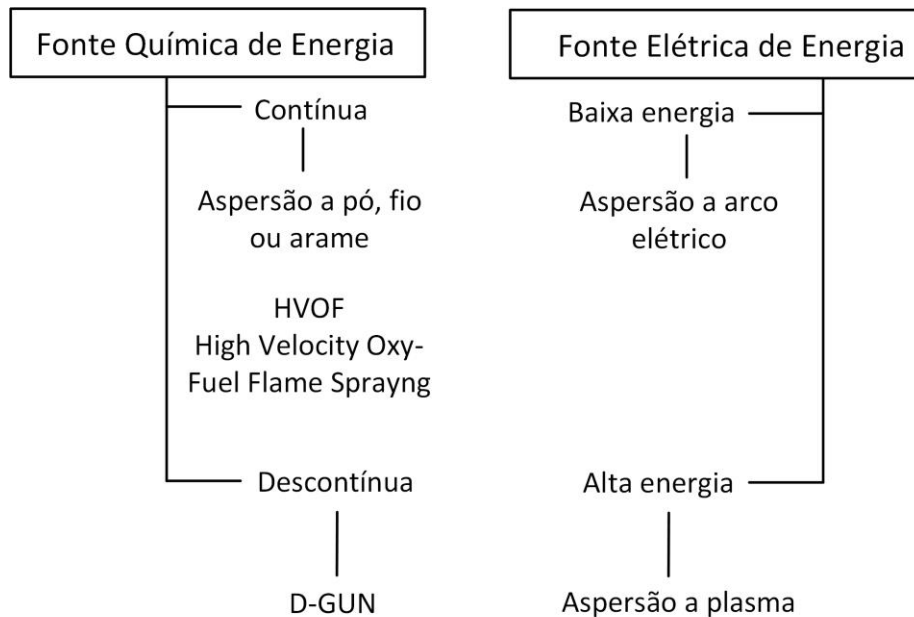 Fonte Química de Energia
Contínua
Aspersão a pó, fio
ou arame
HVOF
High Velocity Oxy-
Fuel Flame Sprayng
Descontínua
D-GUN
Fonte Elétrica de Energia
Baixa energia
Aspersão a arco
elétrico
Alta energia
Aspersão a plasma